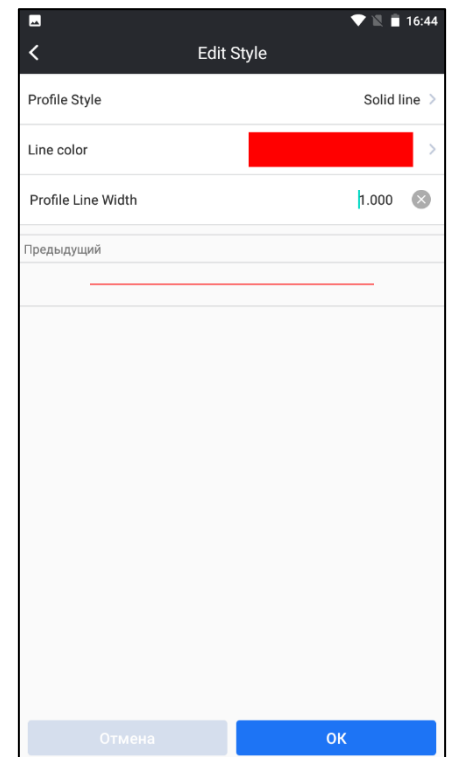 16:44
Edit Style
Profile Style Solid line
Line color
Profile Line Width 1.000
Предыдущий
Отмена OK